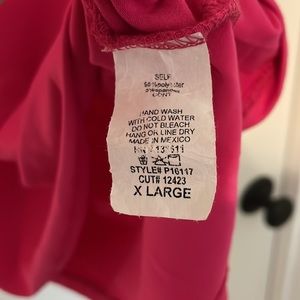 SELF
HAND WASH
WITH COLD WATER
DO NOT BLEACH
HANG OR LINE DRY
MADE IN MEXICO
STYLE# P16117
CUT# 12423
X LARGE